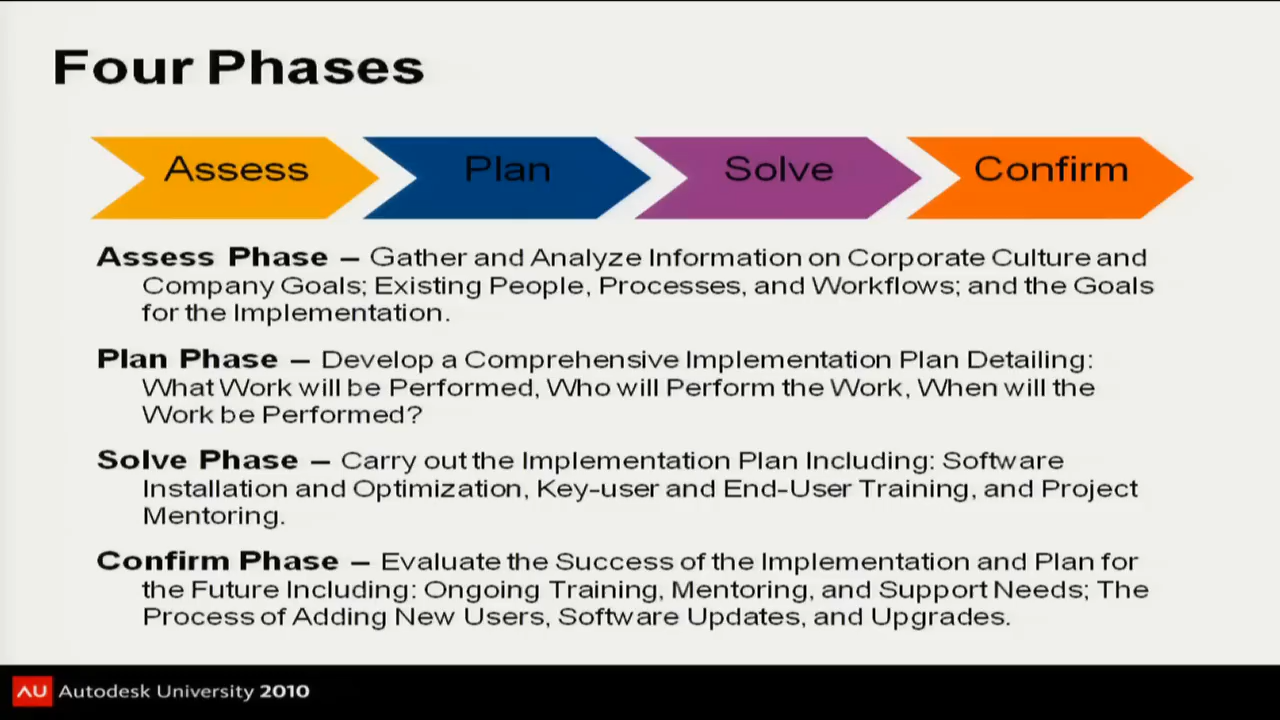 Four Phases
Assess
Plan
Solve
Confirm
Assess Phase – Gather and Analyze Information on Corporate Culture and
Company Goals; Existing People, Processes, and Workflows; and the Goals
for the Implementation.
Plan Phase – Develop a Comprehensive Implementation Plan Detailing:
What Work will be Performed, Who will Perform the Work, When will the
Work be Performed?
Solve Phase – Carry out the Implementation Plan Including: Software
Installation and Optimization, Key-user and End-User Training, and Project
Mentoring.
Confirm Phase – Evaluate the Success of the Implementation and Plan for
the Future Including: Ongoing Training, Mentoring, and Support Needs; The
Process of Adding New Users, Software Updates, and Upgrades.
AU Autodesk University 2010